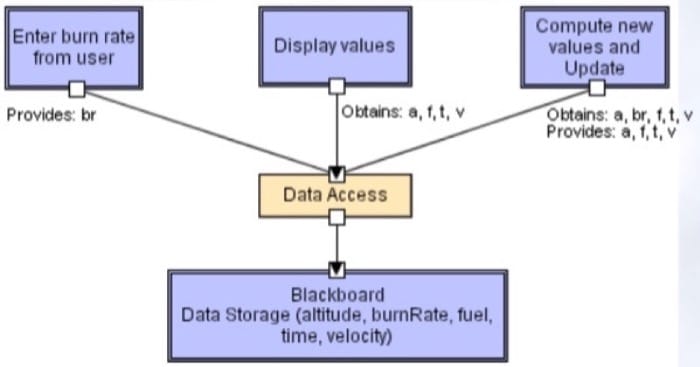 Enter burn rate
from user
Display values
Compute new
values and
Update
Provides: br
Obtains: a, f, t, v
Obtains: a, br, f, t, v
Provides: a, f, t, v
Data Access
Blackboard
Data Storage (altitude, burnRate, fuel,
time, velocity)